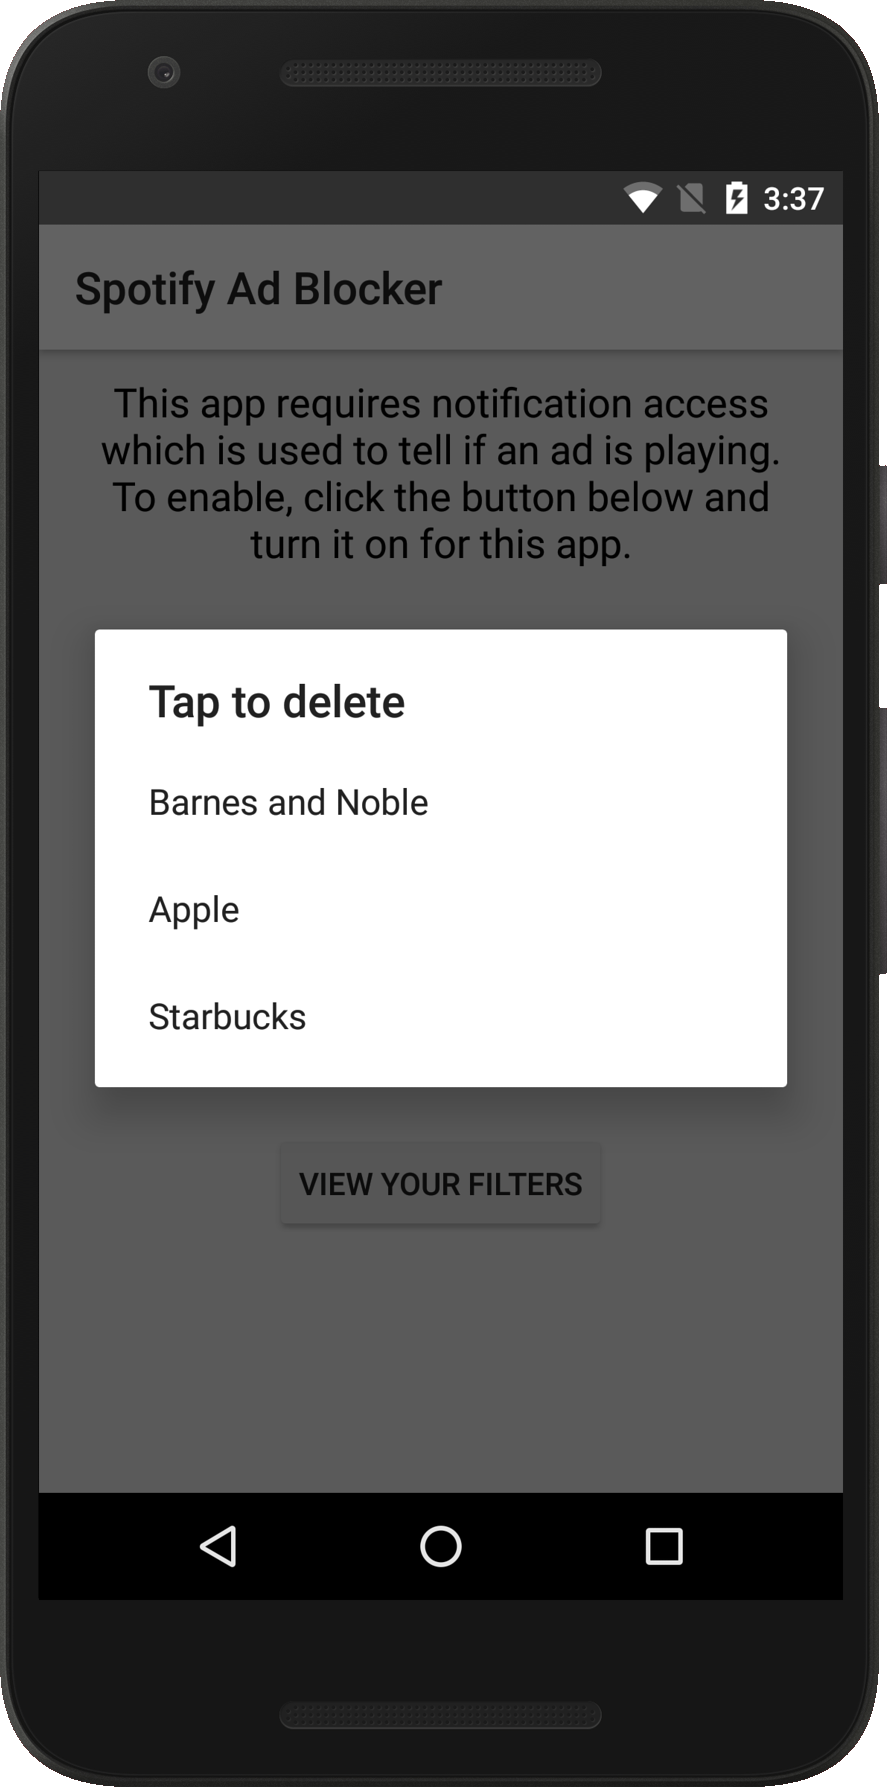 3:37
Spotify Ad Blocker
This app requires notification access
which is used to tell if an ad is playing.
To enable, click the button below and
turn it on for this app.
Tap to delete
Barnes and Noble
Apple
Starbucks
VIEW YOUR FILTERS